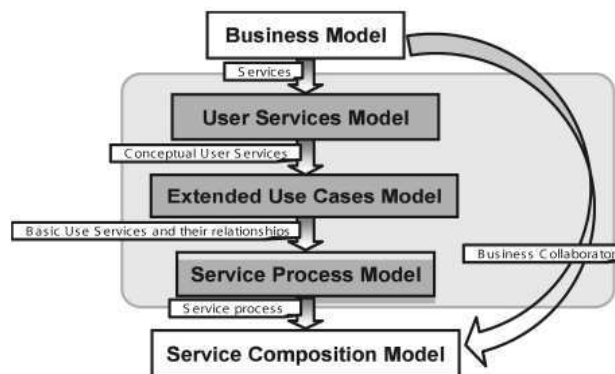 Business Model
Services
User Services Model
Conceptual User Services
Extended Use Cases Model
Basic Use Services and their relationships
Business Collaborator
Service Process Model
Service process
Service Composition Model